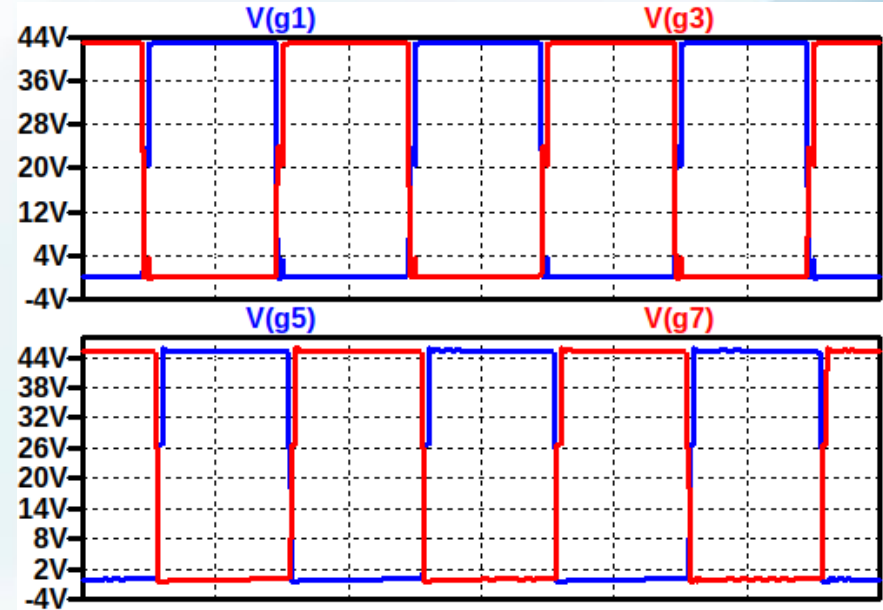 V(g1) V(g3)
44V
36V
28V
20V
12V
4V
-4V
V(g5) V(g7)
44V
38V
32V
26V
20V
14V
8V
2V
-4V